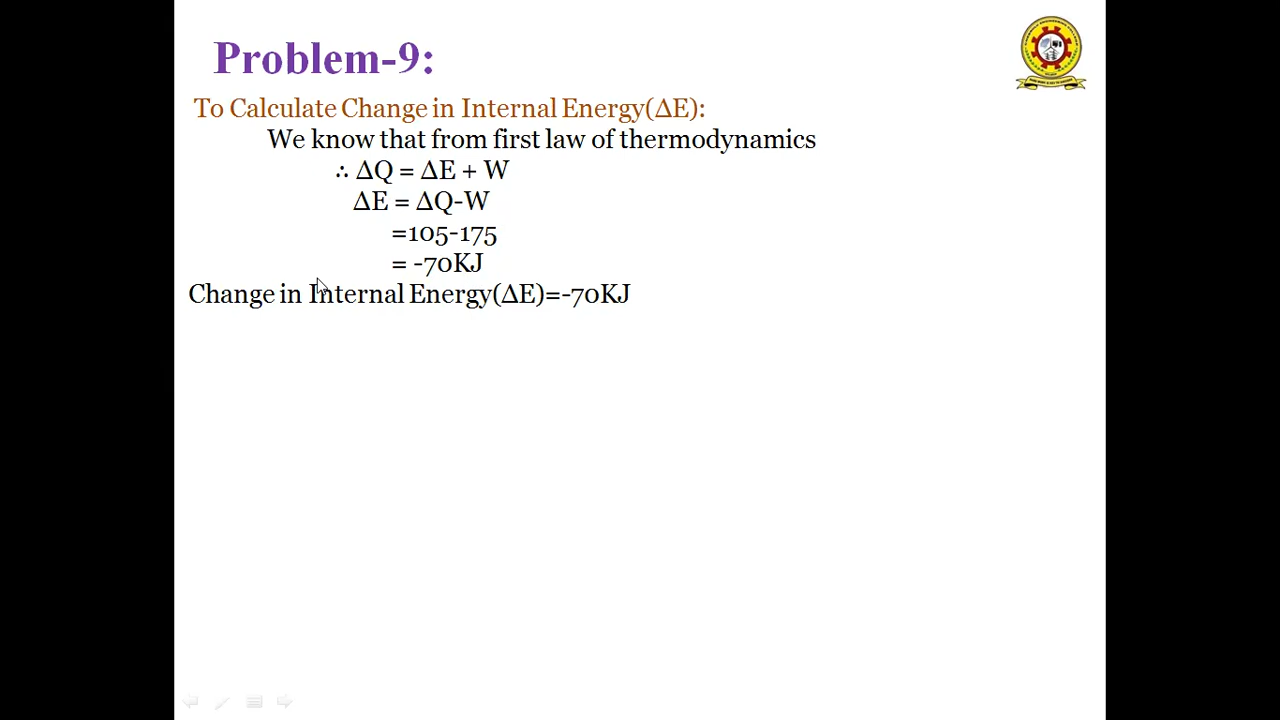 Problem-9:
To Calculate Change in Internal Energy(ΔE):
We know that from first law of thermodynamics
∴ ΔQ = ΔE + W
ΔE = ΔQ-W
=105-175
= -70KJ
Change in Internal Energy(ΔE)=-70KJ